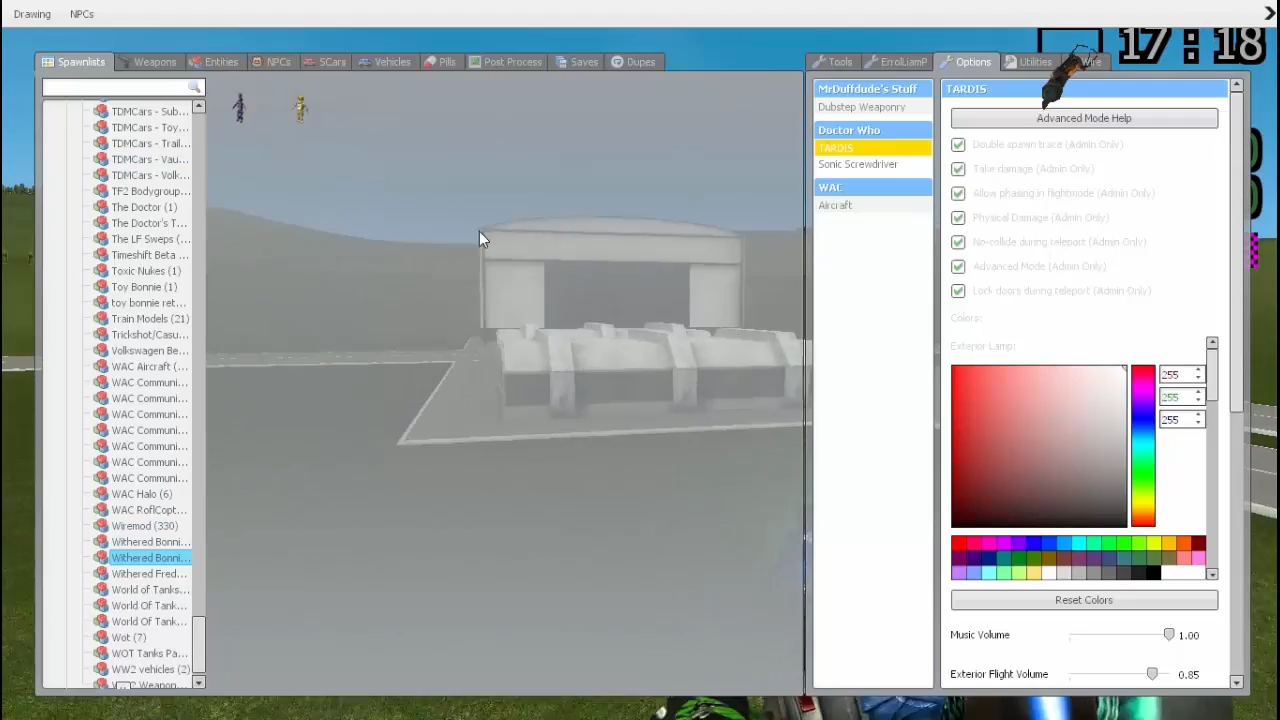 Drawing NPCs
17:18
Spawnlists Weapons Entities NPCs SCars Vehicles Pills Post Process Saves Dupes
Tools ErrolLiamP Options Utilities Wire
TDMCars - Sub...
TDMCars - Toy...
TDMCars - Trail...
TDMCars - Vau...
TDMCars - Volk...
TF2 Bodygroup...
The Doctor (1)
The Doctor's T...
The LF Sweps (...
Timeshift Beta ...
Toxic Nukes (1)
Toy Bonnie (1)
toy bonnie ret...
Train Models (21)
Trickshot/Casu...
Volkswagen Be...
WAC Aircraft (...
WAC Communi...
WAC Communi...
WAC Communi...
WAC Communi...
WAC Communi...
WAC Communi...
WAC Communi...
WAC Halo (6)
WAC RoflCopt...
Wiremod (330)
Withered Bonni...
Withered Bonni...
Withered Fred...
World of Tanks...
World Of Tank...
World Of Tank...
Wot (7)
WOT Tanks Pa...
WW2 vehicles (2)
MrDuffdude's Stuff
Dubstep Weaponry
Doctor Who
TARDIS
Sonic Screwdriver
WAC
Aircraft
TARDIS
Advanced Mode Help
Double spawn trace (Admin Only)
Take damage (Admin Only)
Allow phasing in flightmode (Admin Only)
Physical Damage (Admin Only)
No-collide during teleport (Admin Only)
Advanced Mode (Admin Only)
Lock doors during teleport (Admin Only)
Colors:
Exterior Lamp:
255
255
255
Reset Colors
Music Volume 1.00
Exterior Flight Volume 0.85